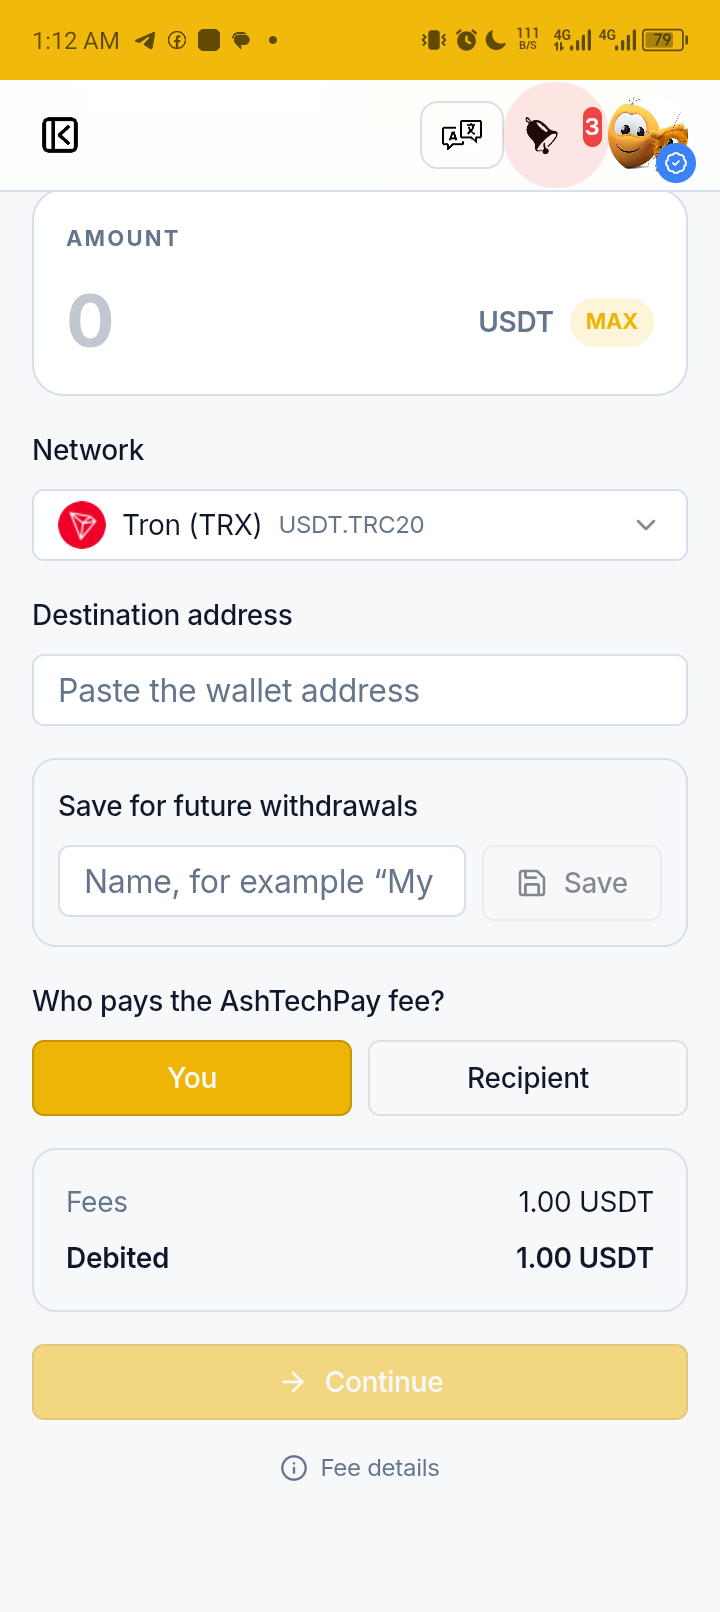 1:12 AM
111 B/S 4G 4G 79
A 文
3
AMOUNT
0 USDT MAX
Network
Tron (TRX) USDT.TRC20
Destination address
Paste the wallet address
Save for future withdrawals
Name, for example “My
Save
Who pays the AshTechPay fee?
You Recipient
Fees 1.00 USDT
Debited 1.00 USDT
Continue
Fee details